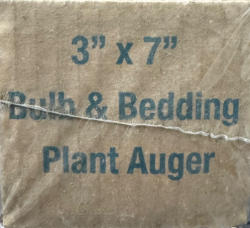 3” x 7”
Bulb & Bedding
Plant Auger